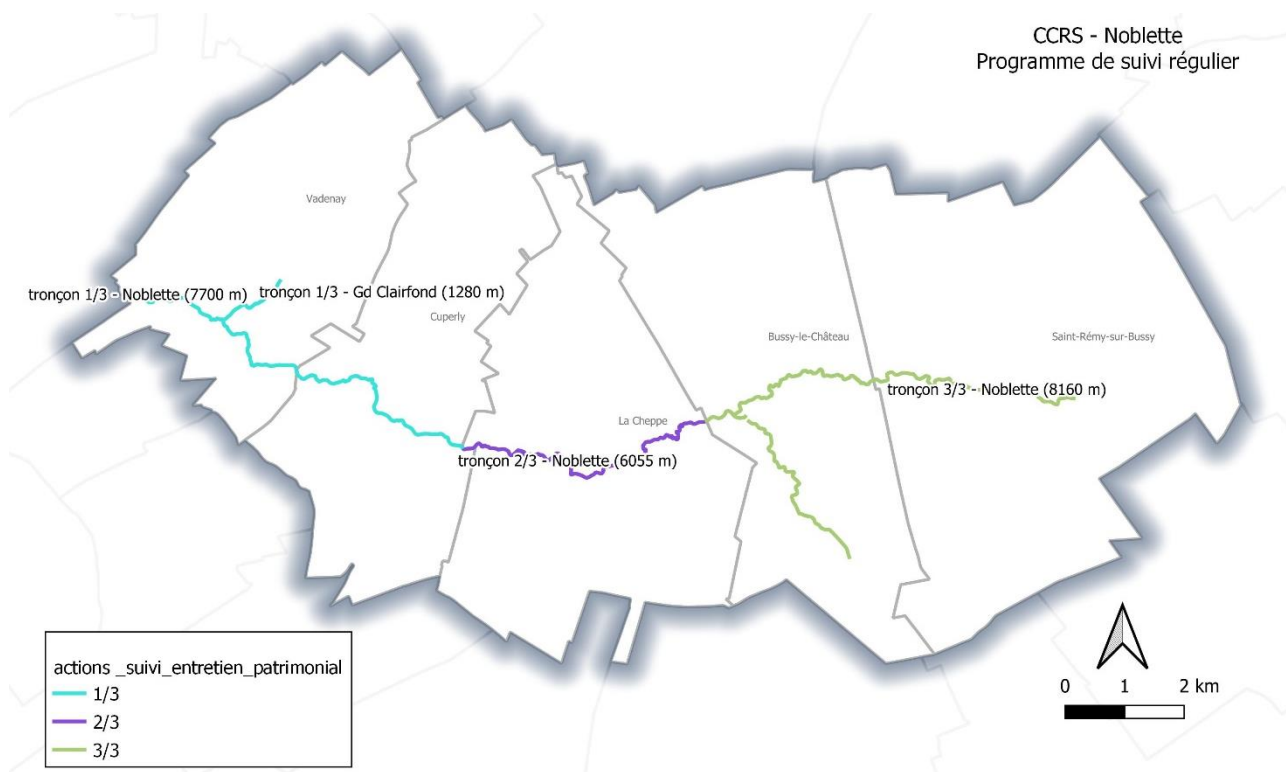 CCRS - Noblette
Programme de suivi régulier
Vadenay
tronçon 1/3 - Noblette (7700 m)
tronçon 1/3 - Gd Clairfond (1280 m)
Cuperly
Bussy-le-Château
Saint-Rémy-sur-Bussy
tronçon 3/3 - Noblette (8160 m)
La Cheppe
tronçon 2/3 - Noblette (6055 m)
actions _suivi_entretien_patrimonial
1/3
2/3
3/3
0 1 2 km